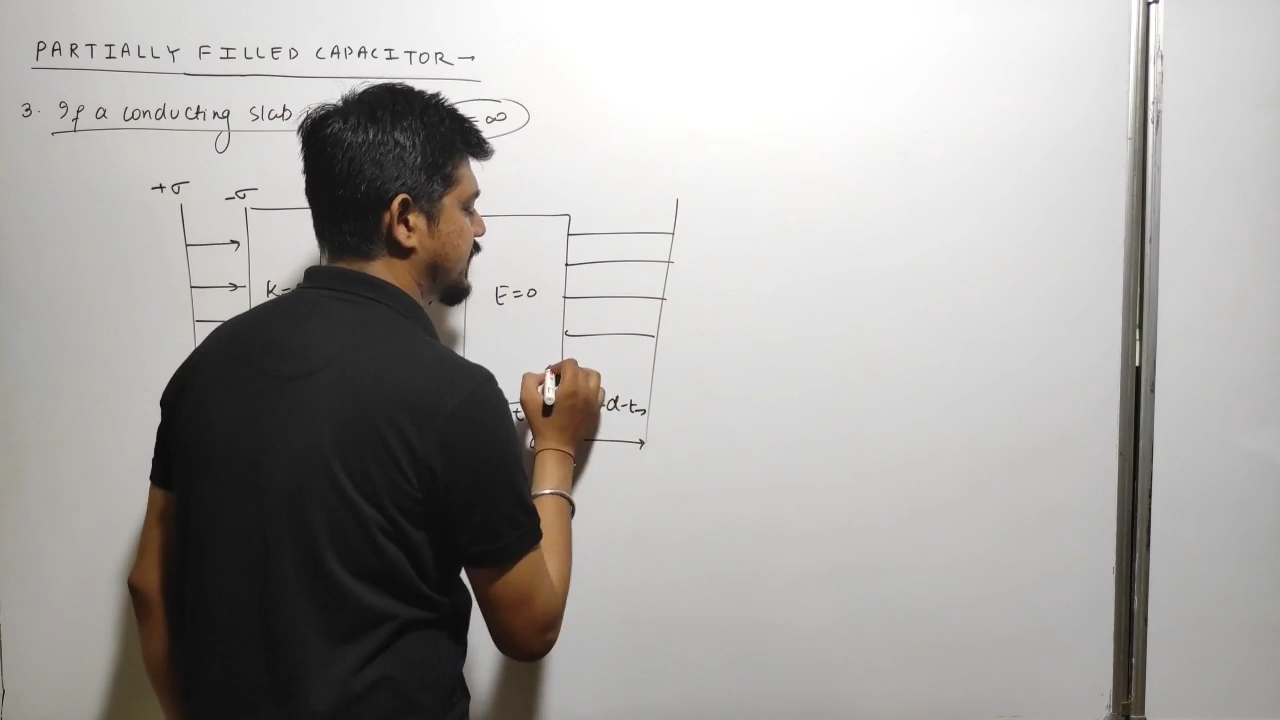 PARTIALLY FILLED CAPACITOR→
3. If a conducting slab = ∞
+σ -σ
K= E=0
t d-t